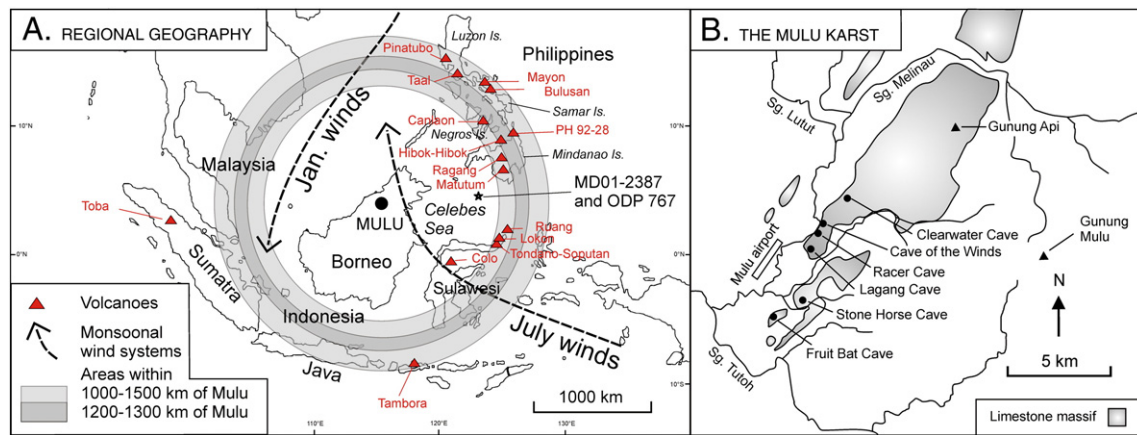 A. REGIONAL GEOGRAPHY
Luzon Is.
Philippines
Pinatubo
Taal
Mayon
Bulusan
Samar Is.
10°N
Canlaon
Negros Is.
PH 92-28
Hibok-Hibok
Mindanao Is.
Ragang
Matutum
Jan. winds
Malaysia
MD01-2387
and ODP 767
Toba
MULU
Celebes
Sea
Ruang
Lokon
Tondano-Soputan
0°N
Colo
Borneo
Sumatra
Sulawesi
Indonesia
July winds
Java
Tambora
10°S
Volcanoes
Monsoonal
wind systems
Areas within
1000-1500 km of Mulu
1200-1300 km of Mulu
1000 km
110°E
120°E
130°E
B. THE MULU KARST
Sg. Melinau
Sg. Lutut
Gunung Api
Clearwater Cave
Cave of the Winds
Gunung
Mulu
Mulu airport
Racer Cave
Lagang Cave
Stone Horse Cave
Fruit Bat Cave
Sg. Tutoh
N
5 km
Limestone massif